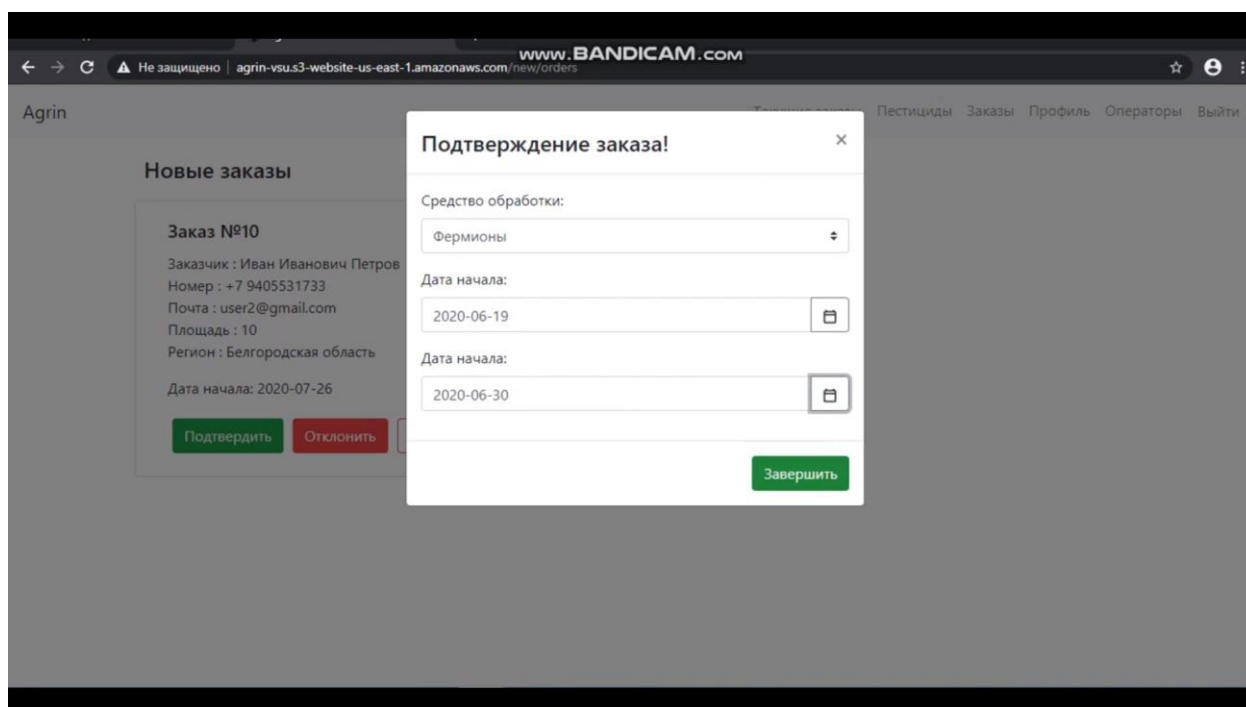 www.BANDICAM.com
Не защищено | agrin-vsu.s3-website-us-east-1.amazonaws.com/new/orders
Agrin
Текущие заказы Пестициды Заказы Профиль Операторы Выйти
Новые заказы
Заказ №10
Заказчик : Иван Иванович Петров
Номер : +7 9405531733
Почта : user2@gmail.com
Площадь : 10
Регион : Белгородская область
Дата начала: 2020-07-26
Подтвердить Отклонить
Подтверждение заказа! ×
Средство обработки:
Фермионы
Дата начала:
2020-06-19
Дата начала:
2020-06-30
Завершить